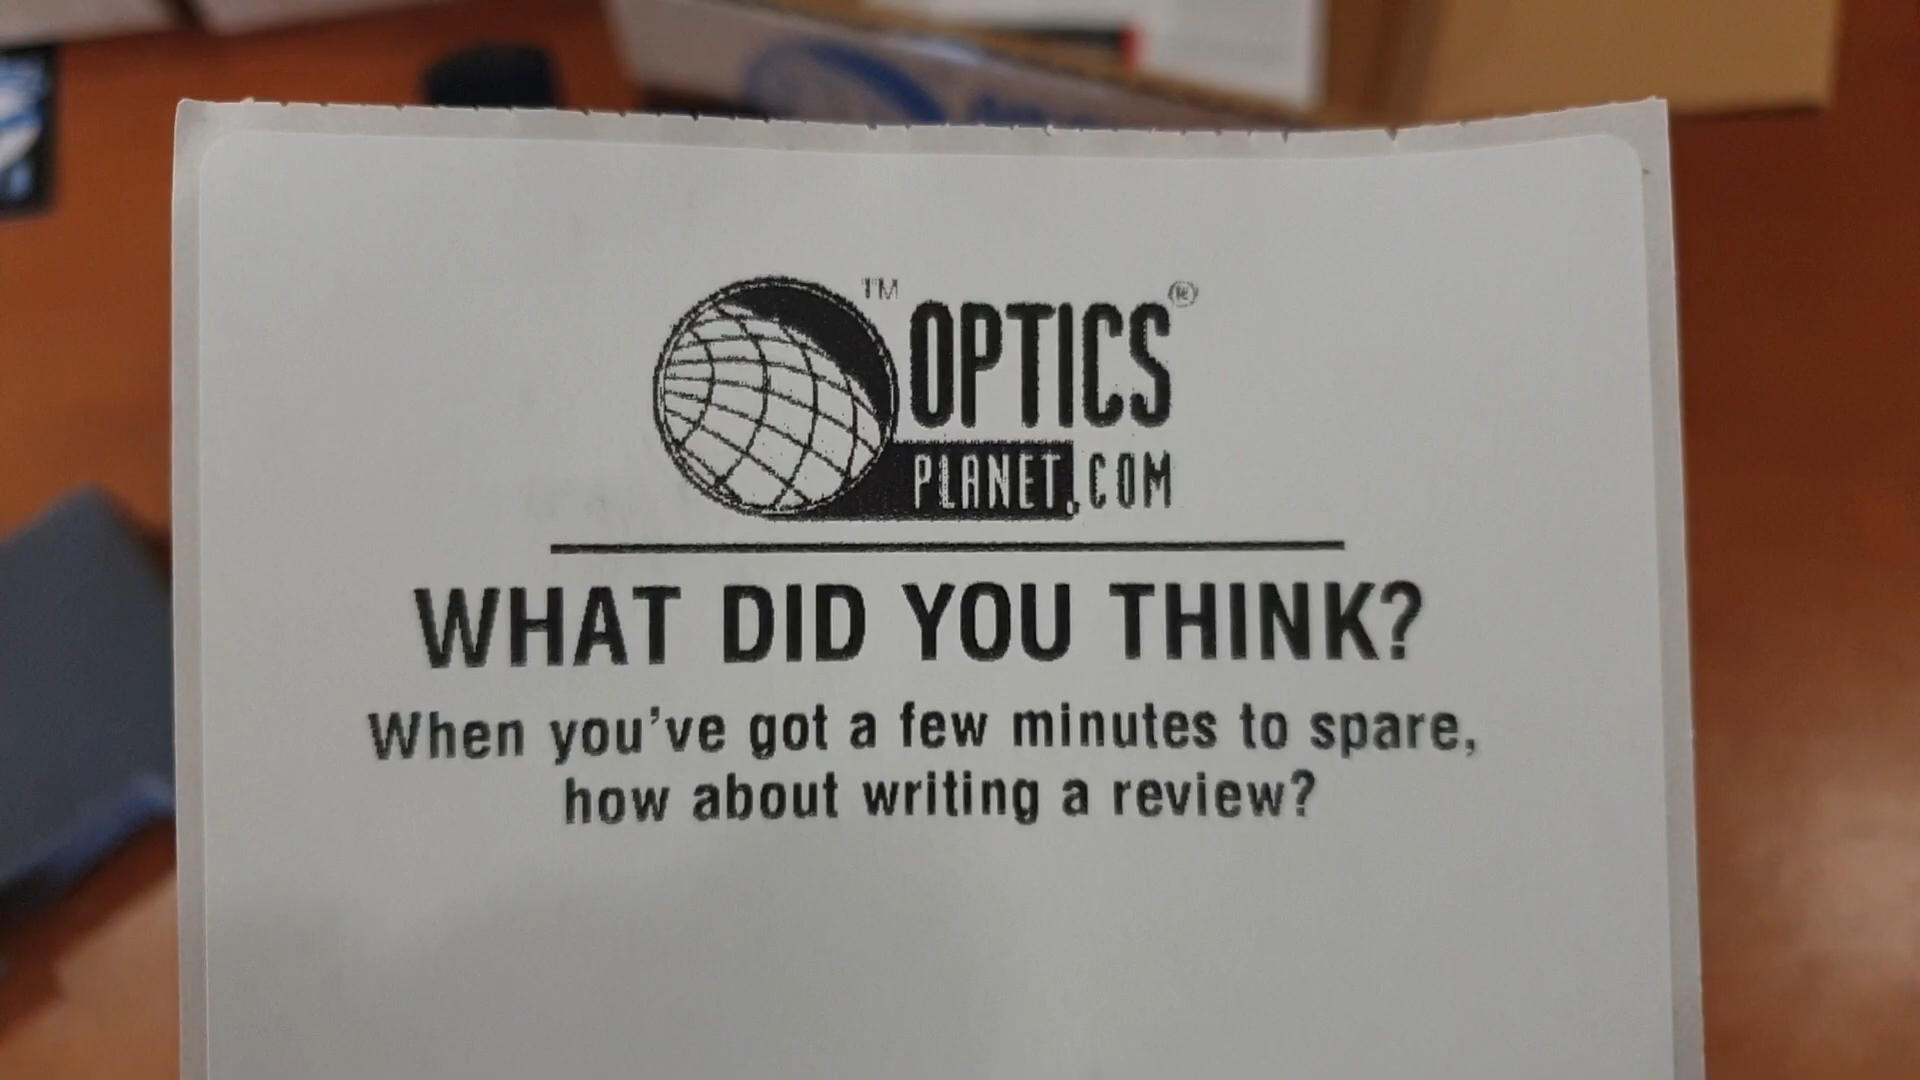 ™ OPTICS®
PLANET.COM
WHAT DID YOU THINK?
When you've got a few minutes to spare,
how about writing a review?